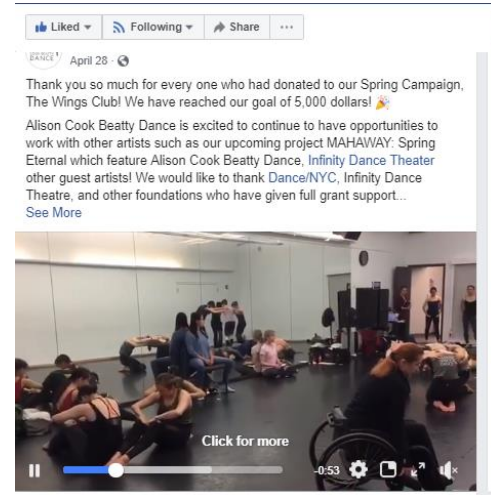 Liked Following Share ...
DANCE
April 28 ·
Thank you so much for every one who had donated to our Spring Campaign,
The Wings Club! We have reached our goal of 5,000 dollars!
Alison Cook Beatty Dance is excited to continue to have opportunities to
work with other artists such as our upcoming project MAHAWAY: Spring
Eternal which feature Alison Cook Beatty Dance, Infinity Dance Theater
other guest artists! We would like to thank Dance/NYC, Infinity Dance
Theatre, and other foundations who have given full grant support...
See More
Click for more
-0:53